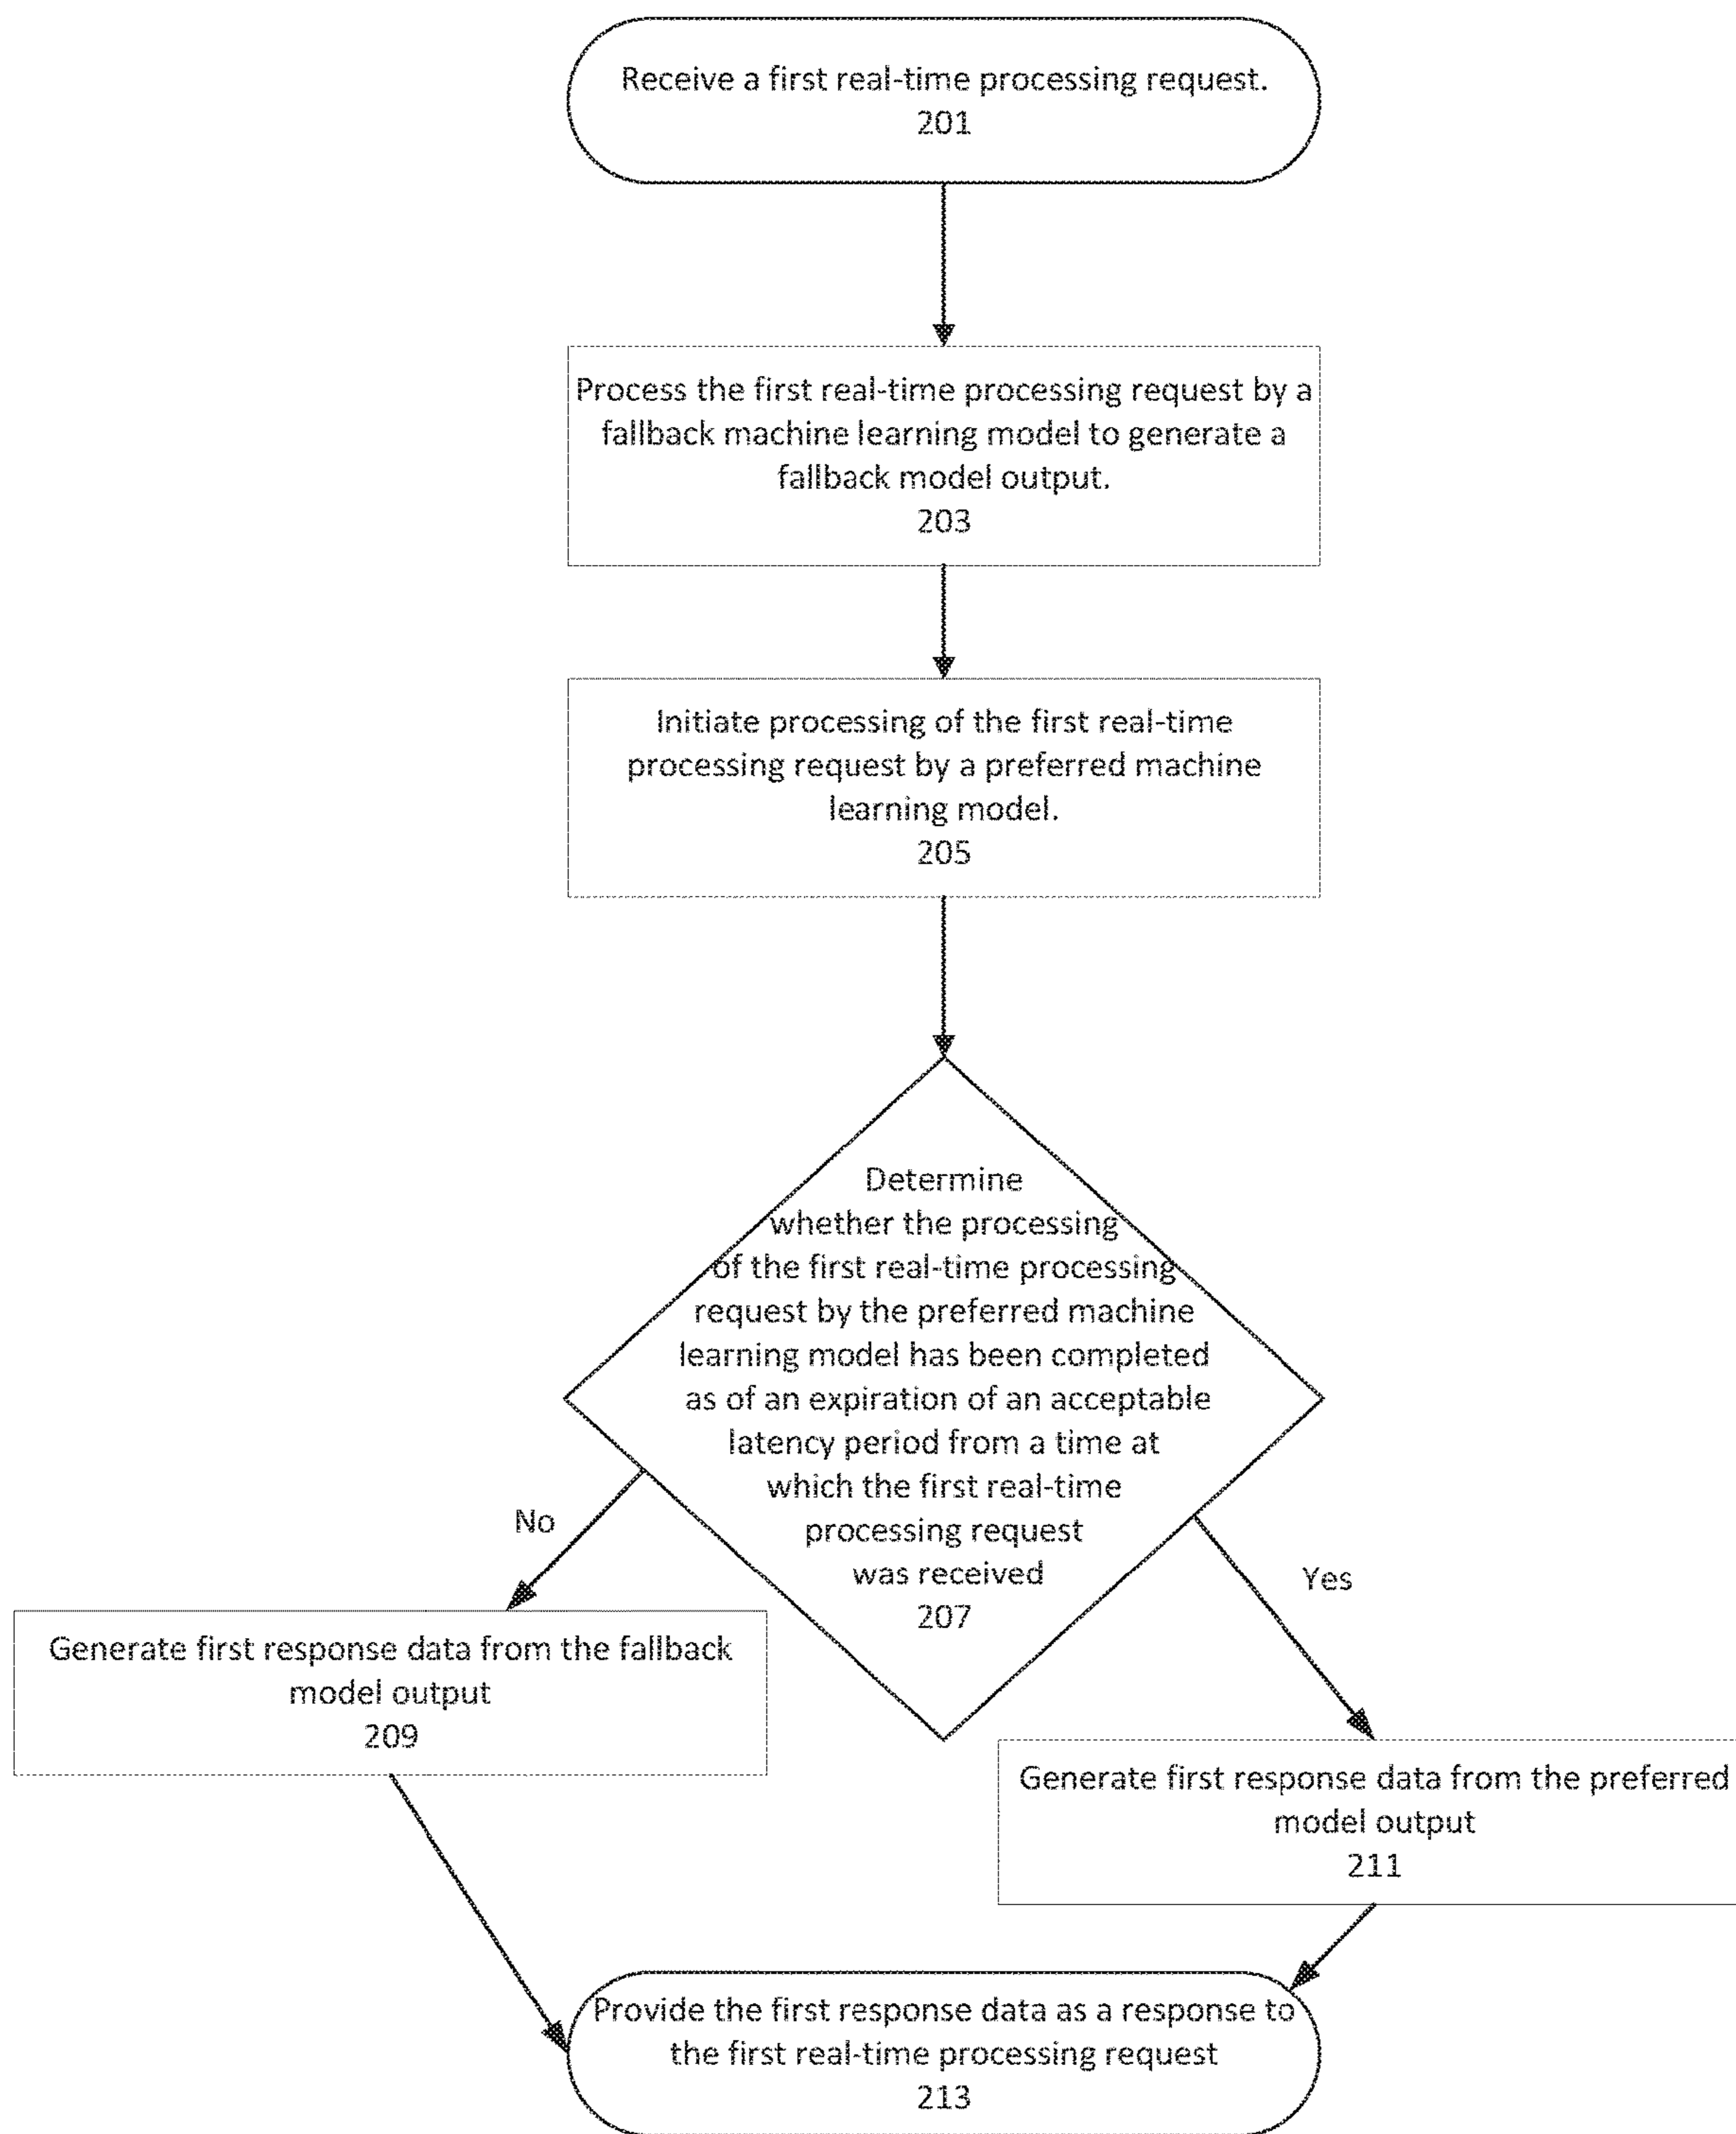 Receive a first real-time processing request.
201
Process the first real-time processing request by a
fallback machine learning model to generate a
fallback model output.
203
Initiate processing of the first real-time
processing request by a preferred machine
learning model.
205
Determine
whether the processing
of the first real-time processing
request by the preferred machine
learning model has been completed
as of an expiration of an acceptable
latency period from a time at
which the first real-time
processing request
was received
207
No
Yes
Generate first response data from the fallback
model output
209
Generate first response data from the preferred
model output
211
Provide the first response data as a response to
the first real-time processing request
213